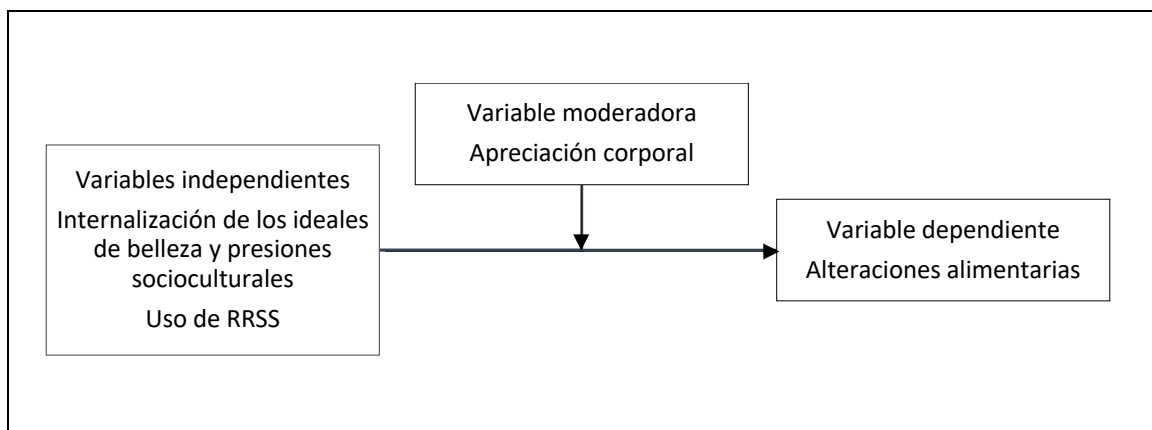 Variable moderadora
Apreciación corporal
Variables independientes
Internalización de los ideales
de belleza y presiones
socioculturales
Uso de RRSS
Variable dependiente
Alteraciones alimentarias